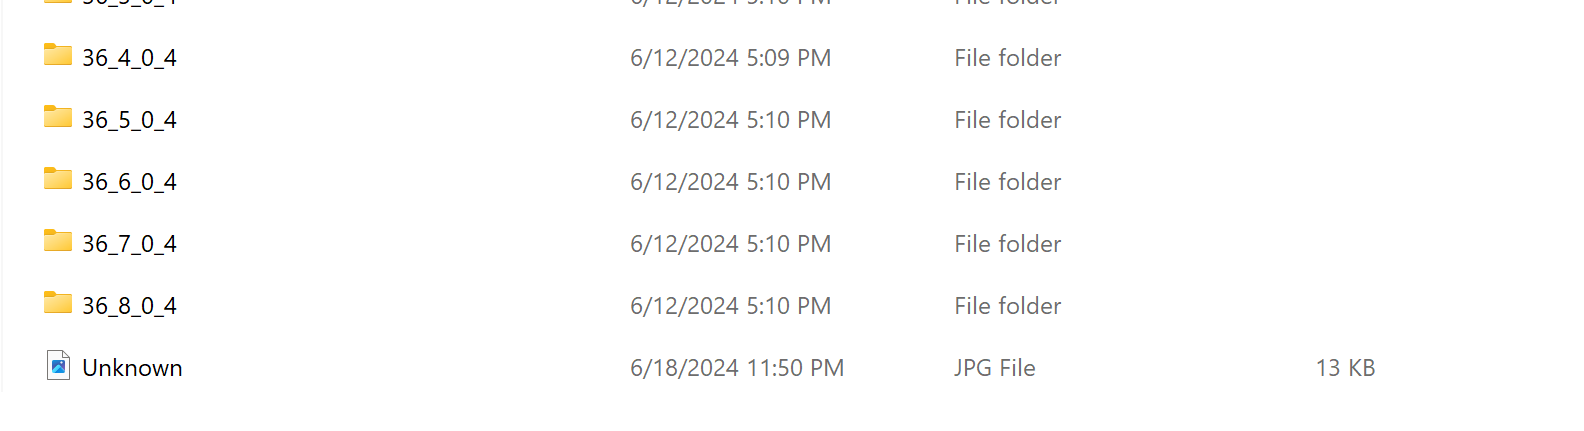 36_4_0_4 6/12/2024 5:09 PM File folder
36_5_0_4 6/12/2024 5:10 PM File folder
36_6_0_4 6/12/2024 5:10 PM File folder
36_7_0_4 6/12/2024 5:10 PM File folder
36_8_0_4 6/12/2024 5:10 PM File folder
Unknown 6/18/2024 11:50 PM JPG File 13 KB